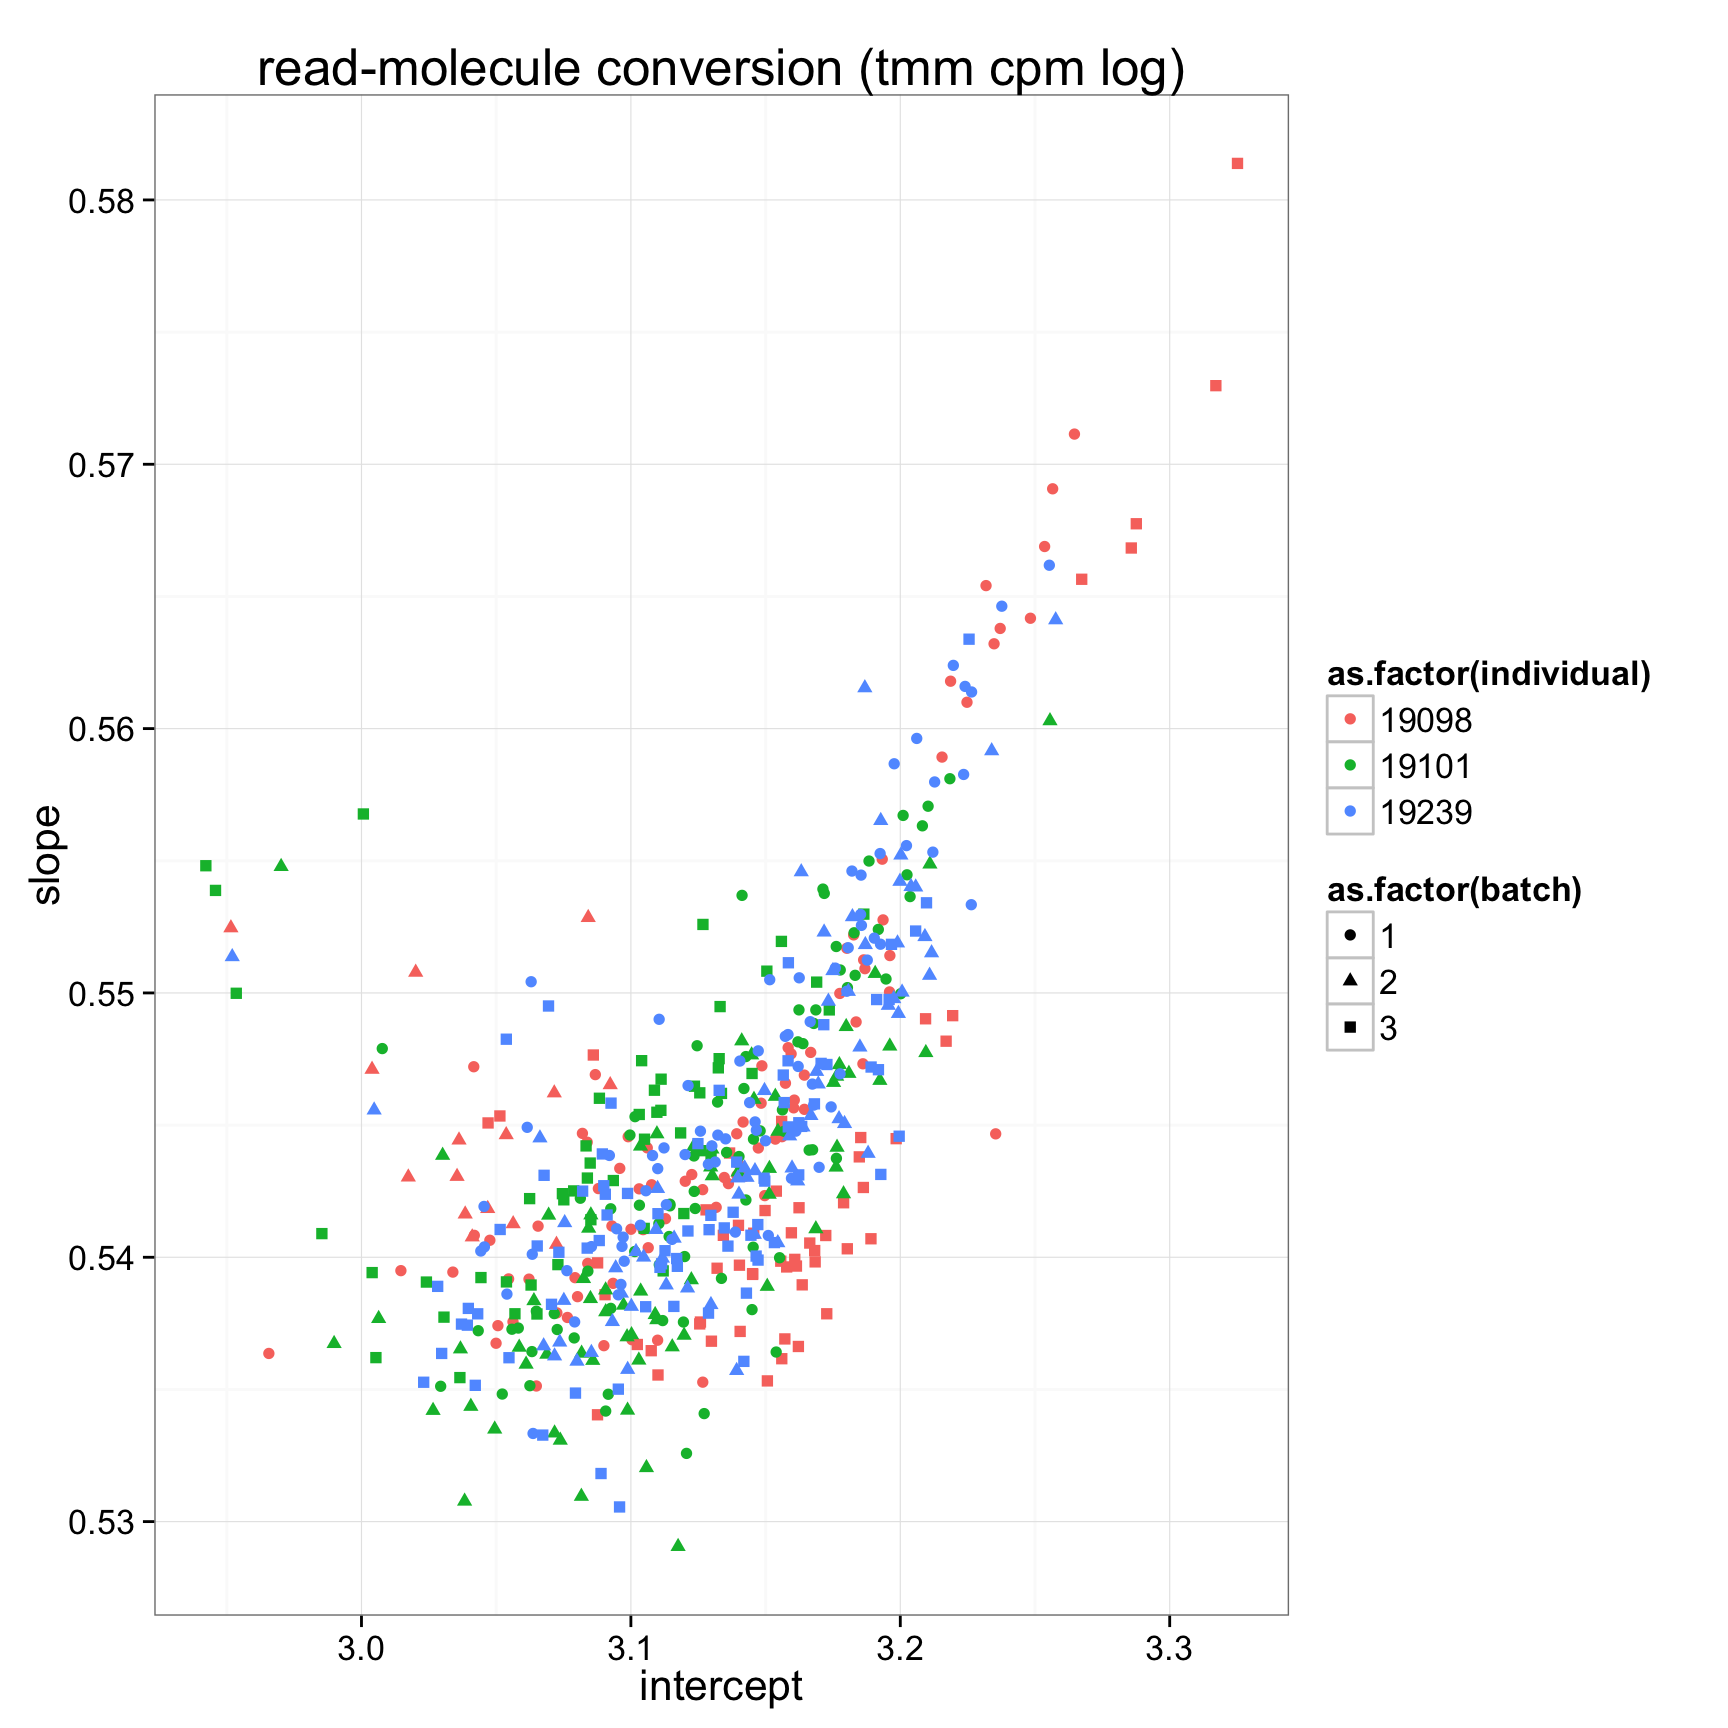 read-molecule conversion (tmm cpm log)
0.58
0.57
0.56
0.55
0.54
0.53
slope
3.0 3.1 3.2 3.3
intercept
as.factor(individual)
19098
19101
19239
as.factor(batch)
1
2
3